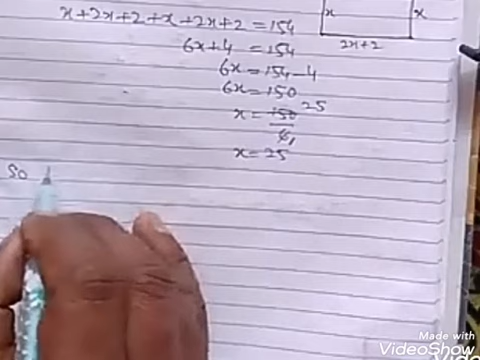 x+2x+2+x+2x+2 = 154
6x+4 = 154
6x = 154-4
6x = 150
x = 150 25
6,
x = 25
So
x x
2x+2
Made with
VideoShow